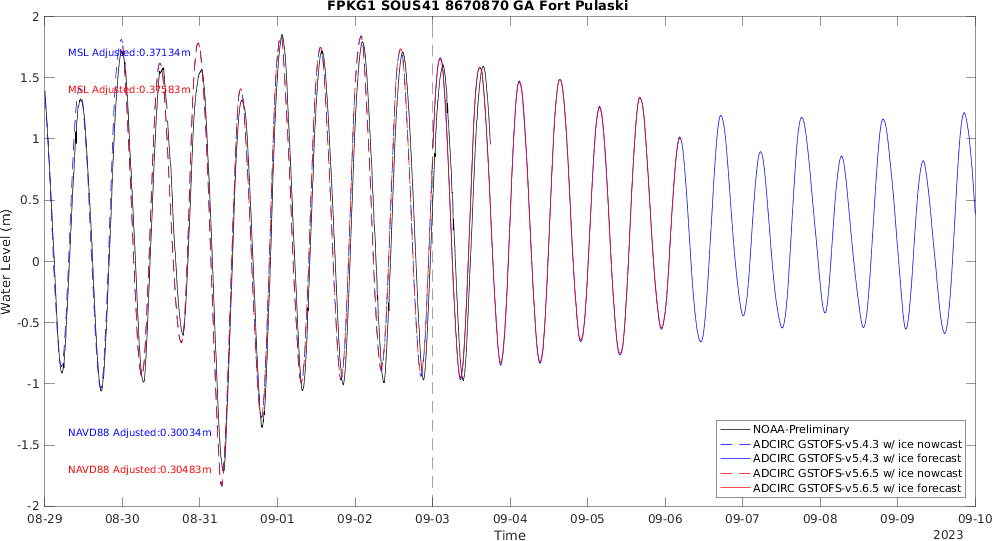 FPKG1 SOUS41 8670870 GA Fort Pulaski
2
1.5
1
0.5
0
-0.5
-1
-1.5
-2
Water Level (m)
MSL Adjusted:0.37134m
MSL Adjusted:0.37583m
NAVD88 Adjusted:0.30034m
NAVD88 Adjusted:0.30483m
NOAA-Preliminary
ADCIRC GSTOFS-v5.4.3 w/ ice nowcast
ADCIRC GSTOFS-v5.4.3 w/ ice forecast
ADCIRC GSTOFS-v5.6.5 w/ ice nowcast
ADCIRC GSTOFS-v5.6.5 w/ ice forecast
08-29 08-30 08-31 09-01 09-02 09-03 09-04 09-05 09-06 09-07 09-08 09-09 09-10
Time
2023